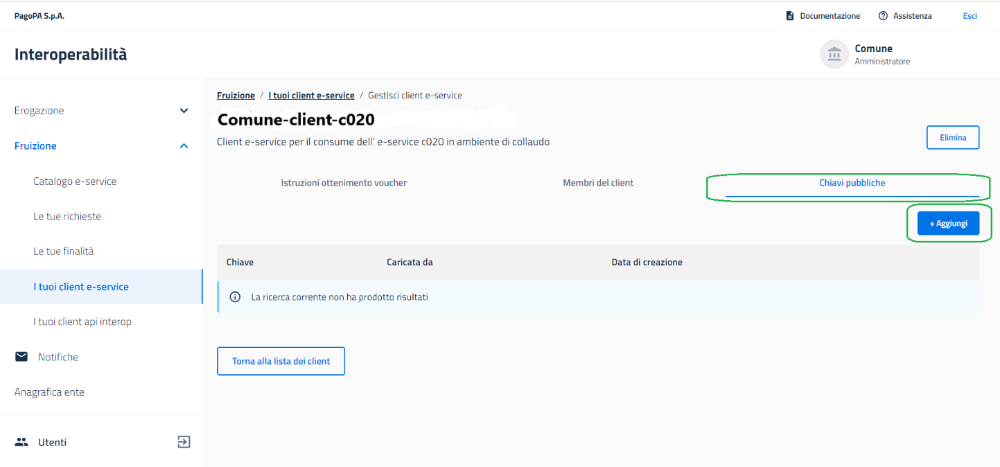 PagoPA S.p.A.
Documentazione
Assistenza
Esci
Interoperabilità
Comune
Amministratore
Erogazione
Fruizione
Catalogo e-service
Le tue richieste
Le tue finalità
I tuoi client e-service
I tuoi client api interop
Notifiche
Anagrafica ente
Utenti
Fruizione / I tuoi client e-service / Gestisci client e-service
Comune-client-c020
Client e-service per il consume dell' e-service c020 in ambiente di collaudo
Elimina
Istruzioni ottenimento voucher
Membri del client
Chiavi pubbliche
+ Aggiungi
Chiave
Caricata da
Data di creazione
La ricerca corrente non ha prodotto risultati
Torna alla lista dei client